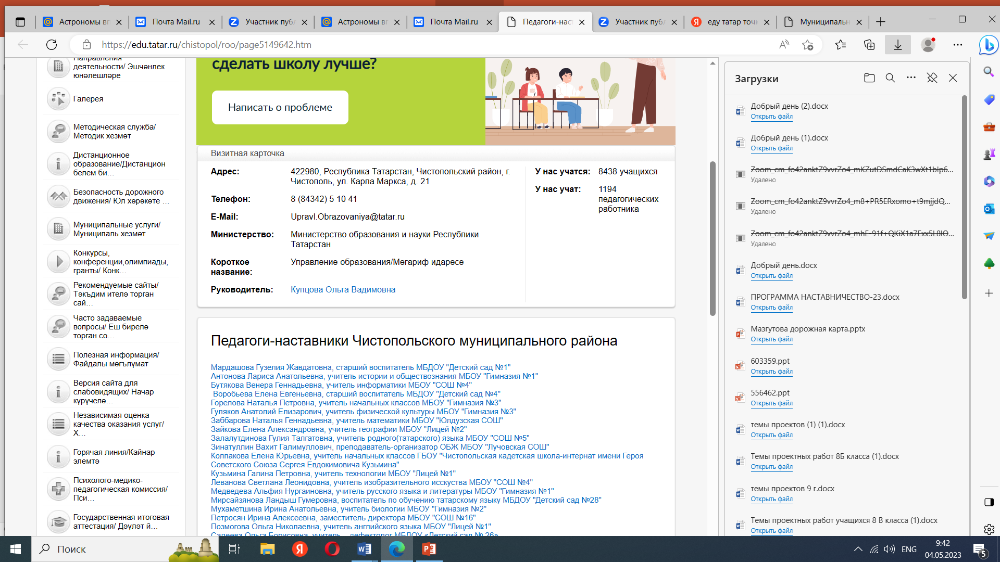 Астрономы вп
Почта Mail.ru
Участник публ
Астрономы вп
Почта Mail.ru
Педагоги-наст
Участник публ
еду татар точк
Муниципальн
https://edu.tatar.ru/chistopol/roo/page5149642.htm
Направления
деятельности/ Эшчәнлек
юнәлешләре
Галерея
Методическая служба/
Методик хезмәт
Дистанционное
образование/Дистанцион
белем би…
Безопасность дорожного
движения/ Юл хәрәкәте …
Муниципальные услуги/
Муниципаль хезмәт
Конкурсы,
конференции,олимпиады,
гранты/ Конк…
Рекомендуемые сайты/
Тәкъдим ителә торган
сай…
Часто задаваемые
вопросы/ Еш бирелә
торган со…
Полезная информация/
Файдалы мәгълүмат
Версия сайта для
слабовидящих/ Начар
күрүчелә…
Независимая оценка
качества оказания услуг/
Х…
Горячая линия/Кайнар
элемтә
Психолого-медико-
педагогическая комиссия/
Пси…
Государственная итоговая
аттестация/ Дәүләт й…
сделать школу лучше?
Написать о проблеме
Визитная карточка
Адрес: 422980, Республика Татарстан, Чистопольский район, г.
Чистополь, ул. Карла Маркса, д. 21
Телефон: 8 (84342) 5 10 41
E-Mail: Upravl.Obrazovaniya@tatar.ru
Министерство: Министерство образования и науки Республики
Татарстан
Короткое название: Управление образования/Мәгариф идарәсе
Руководитель: Купцова Ольга Вадимовна
У нас учатся: 8438 учащихся
У нас учат: 1194
педагогических
работника
Педагоги-наставники Чистопольского муниципального района
Мардашова Гузелия Жавдатовна, старший воспитатель МБДОУ "Детский сад №1"
Антонова Лариса Анатольевна, учитель истории и обществознания МБОУ "Гимназия №1"
Бутякова Венера Геннадьевна, учитель информатики МБОУ "СОШ №4"
Воробьева Елена Евгеньевна, старший воспитатель МБДОУ "Детский сад №4"
Горелова Наталья Петровна, учитель начальных классов МБОУ "Гимназия №3"
Гуляков Анатолий Елизарович, учитель физической культуры МБОУ "Гимназия №3"
Заббарова Наталья Геннадьевна, учитель математики МБОУ "Юлдузская СОШ"
Зайкова Елена Александровна, учитель географии МБОУ "Лицей №2"
Залалутдинова Гулия Талгатовна, учитель родного(татарского) языка МБОУ "СОШ №5"
Зинатуллин Вахит Галимуллович, преподаватель-организатор ОБЖ МБОУ "Лучовская СОШ"
Колпакова Елена Юрьевна, учитель начальных классов ГБОУ "Чистопольская кадетская школа-интернат имени Героя
Советского Союза Сергея Евдокимовича Кузьмина"
Кузьмина Галина Петровна, учитель технологии МБОУ "Лицей №1"
Леванова Светлана Леонидовна, учитель изобразительного исскуства МБОУ "СОШ №4"
Медведева Альфия Нургаиновна, учитель русского языка и литературы МБОУ "Гимназия №1"
Мирсайзянова Ландыш Гумеровна, воспитатель по обучению татарскому языку МБДОУ "Детский сад №28"
Мухаметшина Ирина Анатольевна, учитель биологии МБОУ "Гимназия №2"
Петросян Ирина Алексеевна, заместитель директора МБОУ "СОШ №16"
Позмогова Ольга Николаевна, учитель английского языка МБОУ "Лицей №1"
Салеева Ольга Борисовна, учитель – дефектолог МБДОУ «Детский сад № 26»
Загрузки
Добрый день (2).docx
Открыть файл
Добрый день (1).docx
Открыть файл
Zoom_cm_fo42anktZ9vvrZo4_mKZutDSmdCaK3wXt1bIp6...
Удалено
Zoom_cm_fo42anktZ9vvrZo4_m8+PR5ERxomo+t9mjjdQ...
Удалено
Zoom_cm_fo42anktZ9vvrZo4_mhE-91f+QKiX1a7Exx5L8IO...
Удалено
Добрый день.docx
Открыть файл
ПРОГРАММА НАСТАВНИЧЕСТВО-23.docx
Открыть файл
Мазгутова дорожная карта.pptx
Открыть файл
603359.ppt
Открыть файл
556462.ppt
Открыть файл
темы проектов (1) (1).docx
Открыть файл
Темы проектных работ 8Б класса (1).docx
Открыть файл
темы проектов 9 г.docx
Открыть файл
Темы проектных работ учащихся 8 В класса (1).docx
Открыть файл
Поиск
ENG
9:42
04.05.2023
5